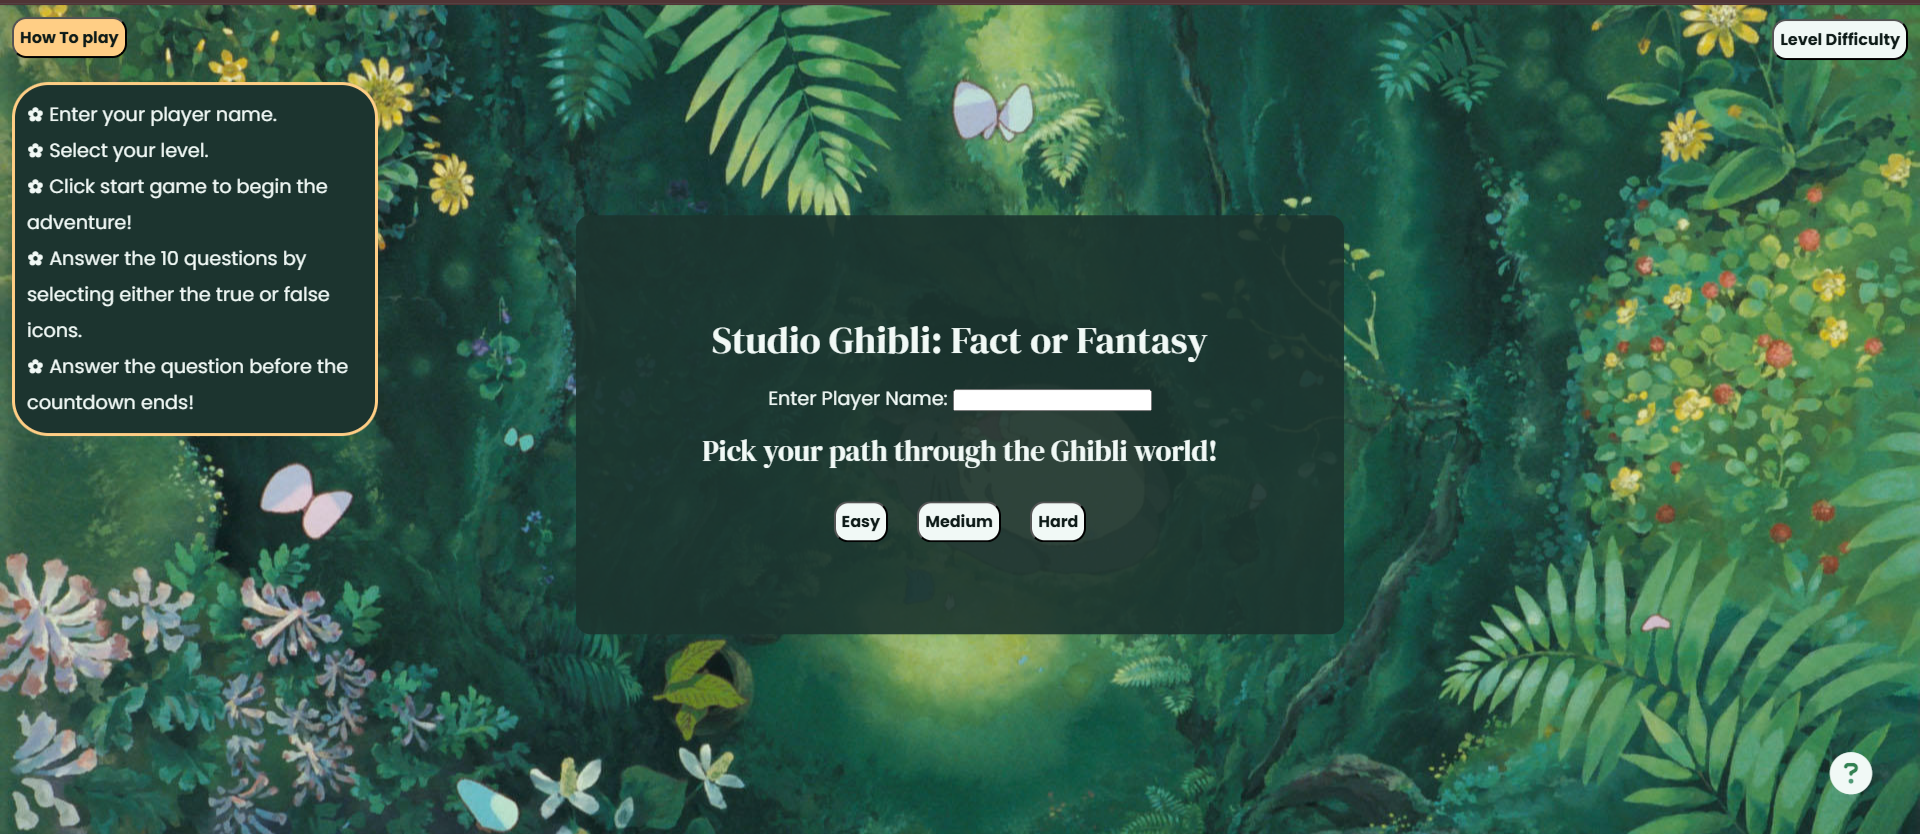 How To play
Level Difficulty
✿ Enter your player name.
✿ Select your level.
✿ Click start game to begin the
adventure!
✿ Answer the 10 questions by
selecting either the true or false
icons.
✿ Answer the question before the
countdown ends!
Studio Ghibli: Fact or Fantasy
Enter Player Name:
Pick your path through the Ghibli world!
Easy Medium Hard
?